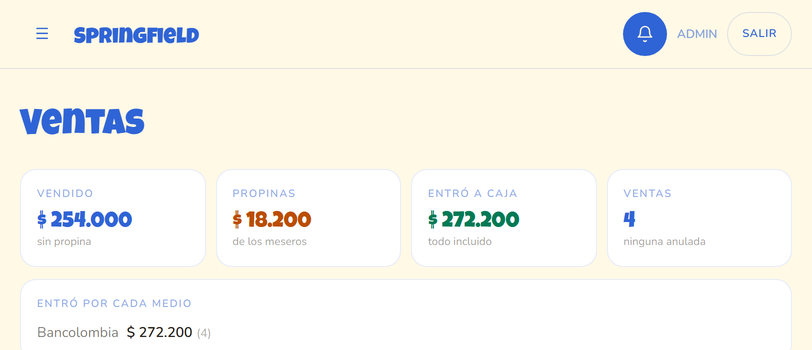 SPRINGFIELD
ADMIN
SALIR
Ventas
VENDIDO
$ 254.000
sin propina
PROPINAS
$ 18.200
de los meseros
ENTRÓ A CAJA
$ 272.200
todo incluido
VENTAS
4
ninguna anulada
ENTRÓ POR CADA MEDIO
Bancolombia $ 272.200 (4)